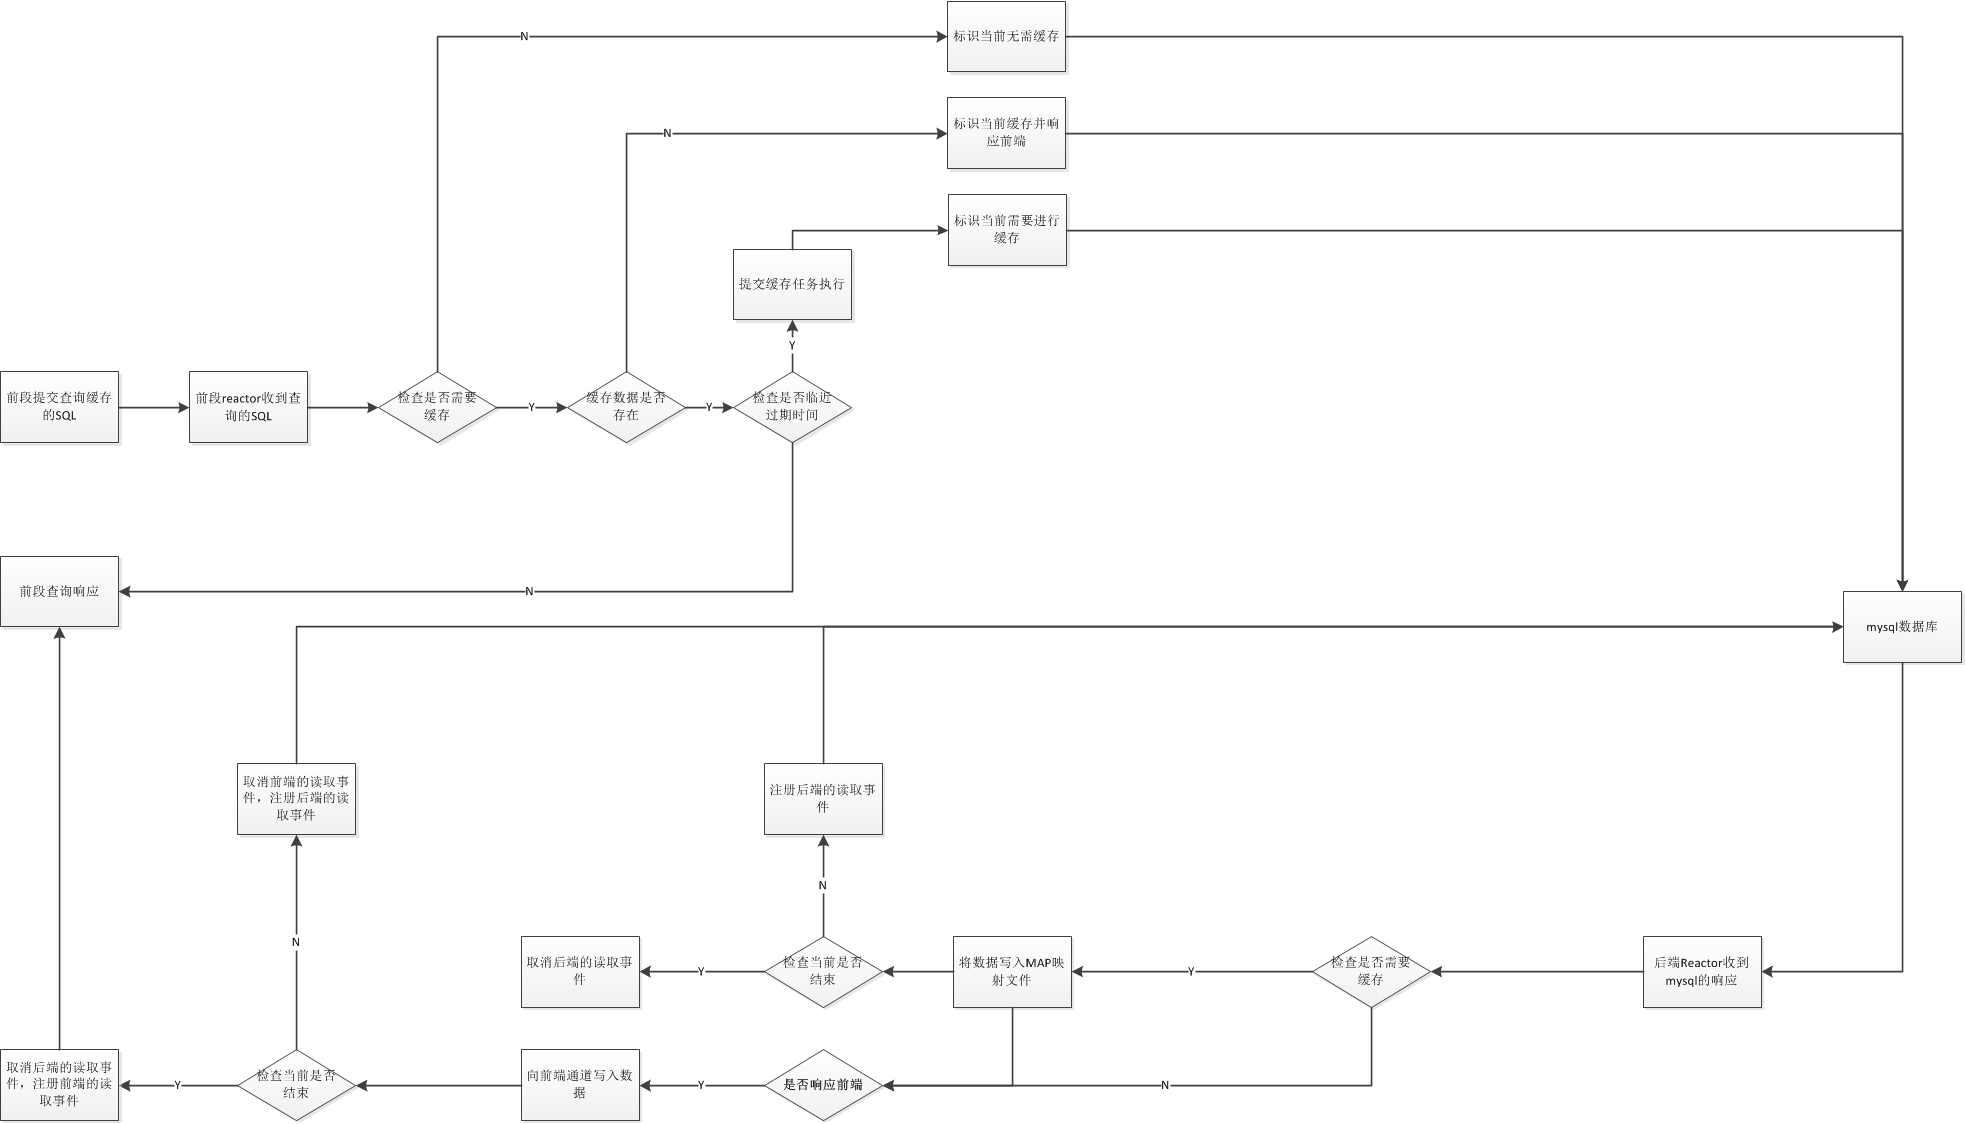 N
标识当前无需缓存
N
标识当前缓存并响
应前端
标识当前需要进行
缓存
提交缓存任务执行
Y
前段提交查询缓存
的SQL
前段reactor收到查
询的SQL
检查是否需要
缓存
Y
缓存数据是否
存在
Y
检查是否临近
过期时间
前段查询响应
N
mysql数据库
取消前端的读取事
件，注册后端的读
取事件
注册后端的读取事
件
N
N
取消后端的读取事
件
Y
检查当前是否
结束
将数据写入MAP映
射文件
Y
检查是否需要
缓存
后端Reactor收到
mysql的响应
取消后端的读取事
件，注册前端的读
取事件
Y
检查当前是否
结束
向前端通道写入数
据
Y
是否响应前端
N